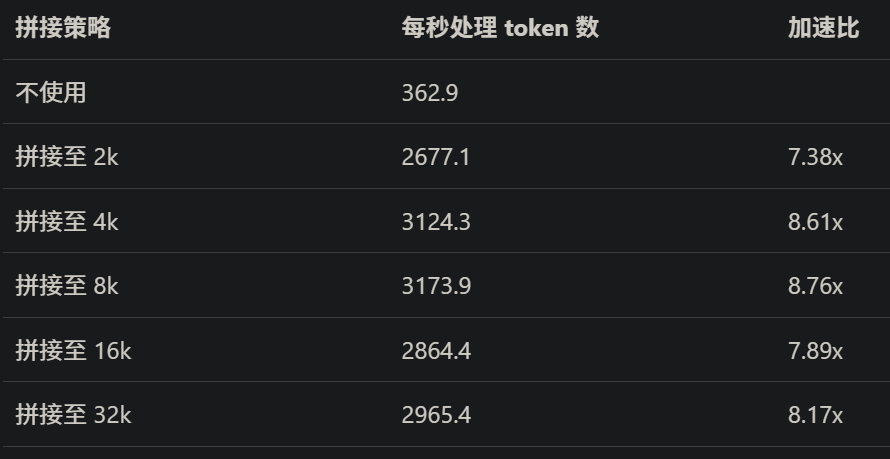 拼接策略 每秒处理 token 数 加速比
不使用 362.9
拼接至 2k 2677.1 7.38x
拼接至 4k 3124.3 8.61x
拼接至 8k 3173.9 8.76x
拼接至 16k 2864.4 7.89x
拼接至 32k 2965.4 8.17x